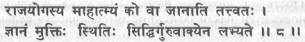 राजयोगस्य माहात्म्यं को वा जानाति तत्त्वतः ।
ज्ञानं मुक्तिः स्थितिः सिद्धिर्गुरुवाक्येन लभ्यते ॥ ८ ॥